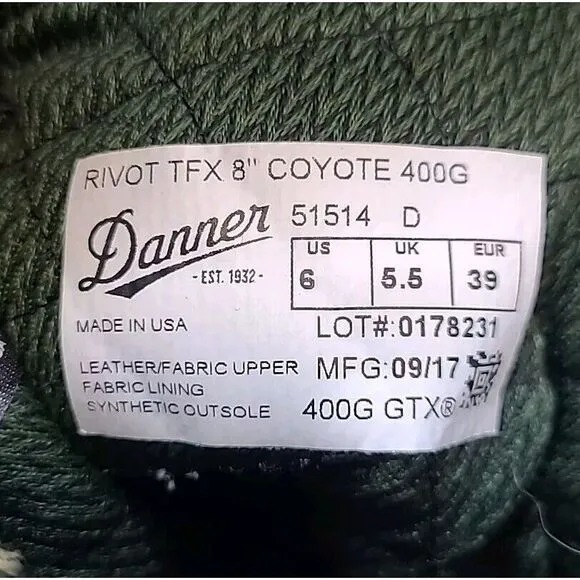 RIVOT TFX 8" COYOTE 400G
Danner
- EST. 1932 -
51514 D
US UK EUR
6 5.5 39
MADE IN USA
LOT#:0178231
LEATHER/FABRIC UPPER
FABRIC LINING
SYNTHETIC OUTSOLE
MFG:09/17
400G GTX®